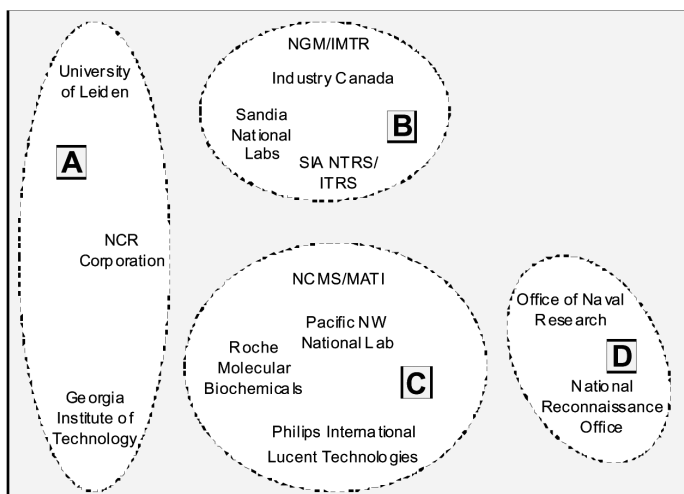 University
of Leiden
A
NCR
Corporation
Georgia
Institute of
Technology
NGM/IMTR
Industry Canada
Sandia
National
Labs
B
SIA NTRS/
ITRS
NCMS/MATI
Pacific NW
National Lab
Roche
Molecular
Biochemicals
C
Philips International
Lucent Technologies
Office of Naval
Research
D
National
Reconnaissance
Office